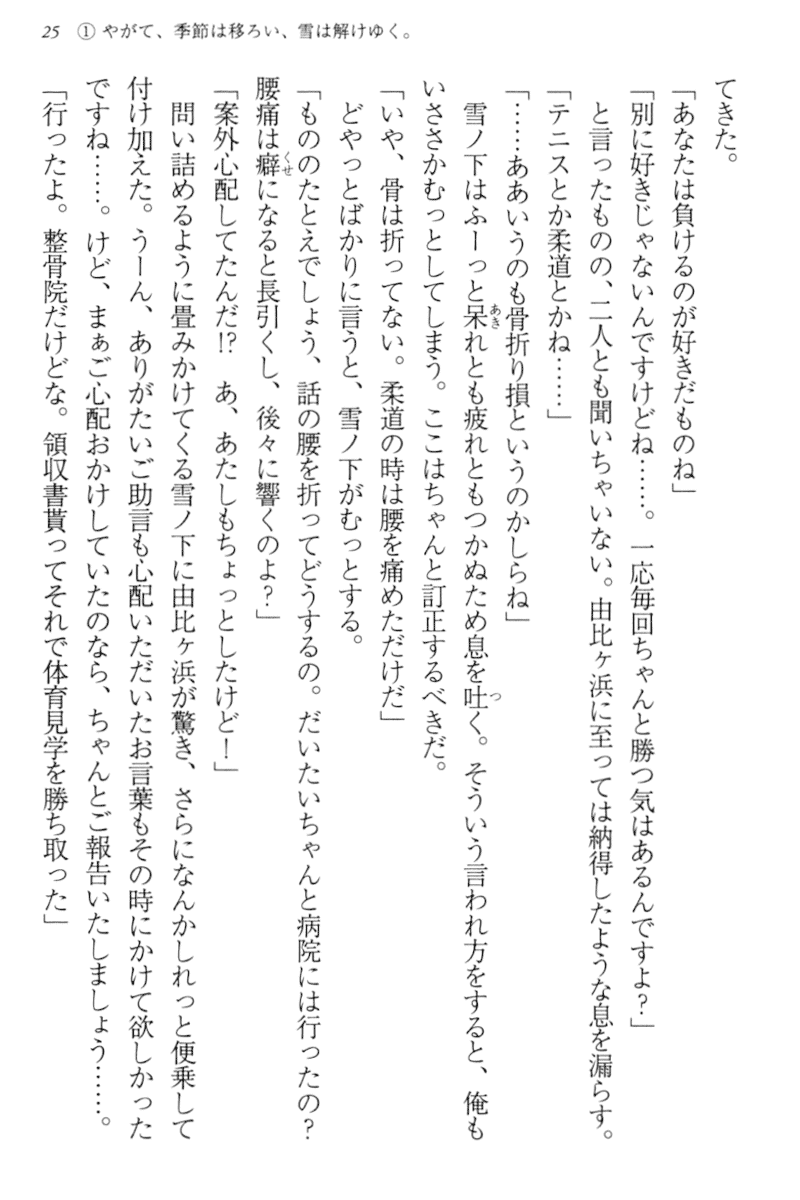 25　① やがて、季節は移ろい、雪は解けゆく。
てきた。
「あなたは負けるのが好きだものね」
「別に好きじゃないんですけどね……。一応毎回ちゃんと勝つ気はあるんですよ？」
　と言ったものの、二人とも聞いちゃいない。由比ヶ浜に至っては納得したような息を漏らす。
「テニスとか柔道とかね……」
「……ああいうのも骨折り損というのかしらね」
　雪ノ下はふーっと呆れとも疲れともつかぬため息を吐く。そういう言われ方をすると、俺も
いささかむっとしてしまう。ここはちゃんと訂正するべきだ。
「いや、骨は折ってない。柔道の時は腰を痛めただけだ」
　どやっとばかりに言うと、雪ノ下がむっとする。
「もののたとえでしょう、話の腰を折ってどうするの。だいたいちゃんと病院には行ったの？
腰痛は癖になると長引くし、後々に響くのよ？」
「案外心配してたんだ!?　あ、あたしもちょっとしたけど！」
　問い詰めるように畳みかけてくる雪ノ下に由比ヶ浜が驚き、さらになんかしれっと便乗して
付け加えた。うーん、ありがたいご助言も心配いただいたお言葉もその時にかけて欲しかった
ですね……。けど、まぁご心配おかけしていたのなら、ちゃんとご報告いたしましょう……。
「行ったよ。整骨院だけどな。領収書貰ってそれで体育見学を勝ち取った」